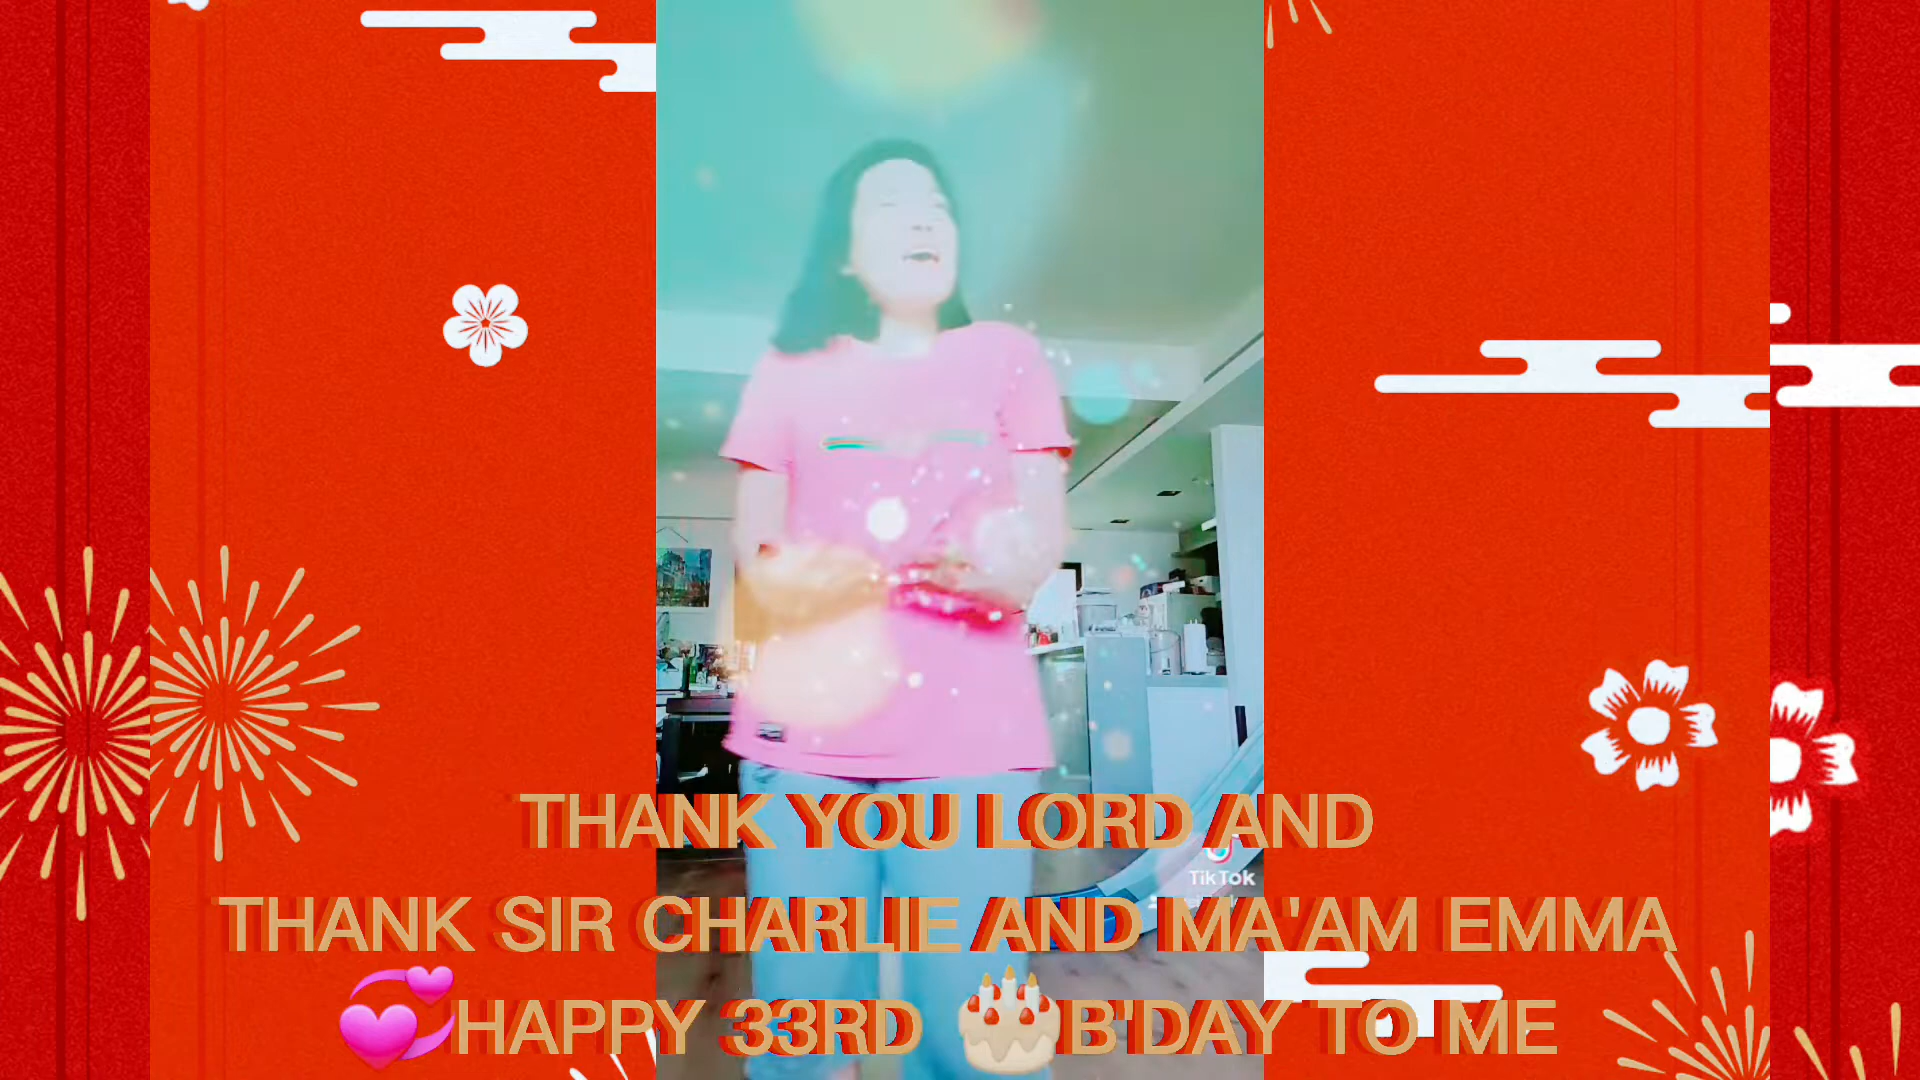 THANK YOU LORD AND
TikTok
THANK SIR CHARLIE AND MA'AM EMMA
💞HAPPY 33RD 🎂B'DAY TO ME